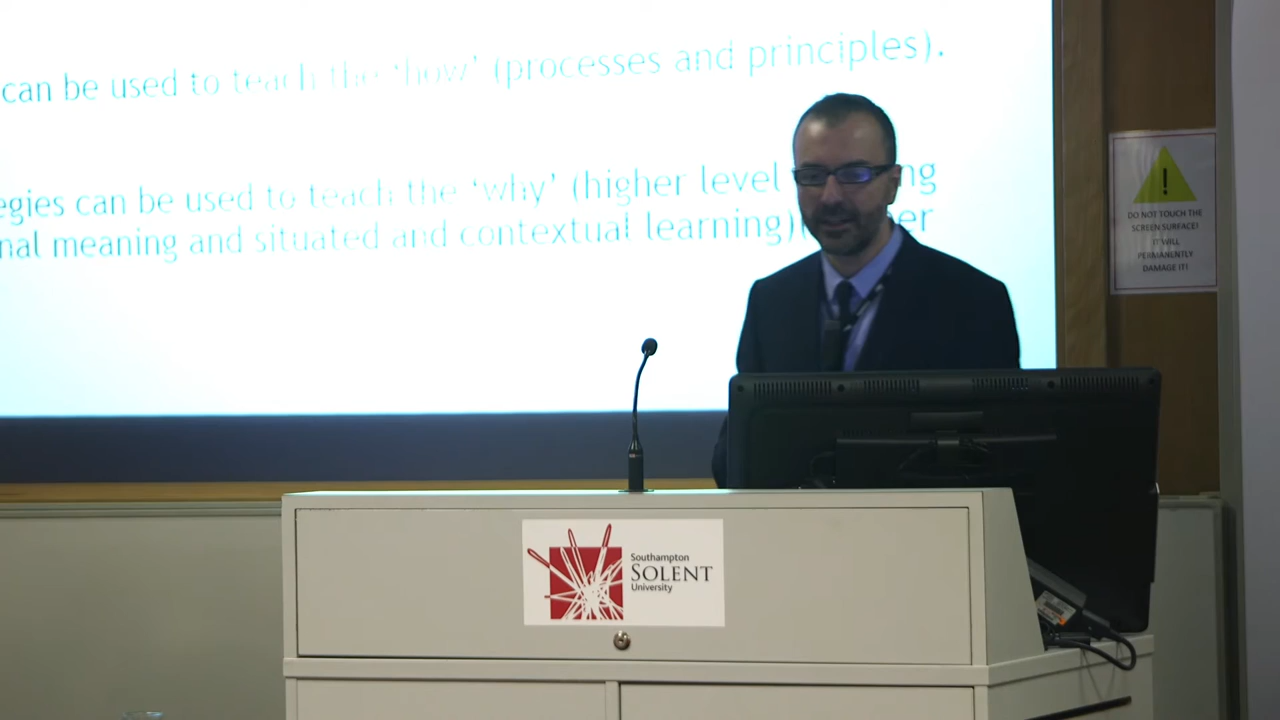 can be used to teach the ‘how’ (processes and principles).
egies can be used to teach the ‘why’ (higher level ng
nal meaning and situated and contextual learning) er
DO NOT TOUCH THE
SCREEN SURFACE!
IT WILL
PERMANENTLY
DAMAGE IT!
Southampton
SOLENT
University